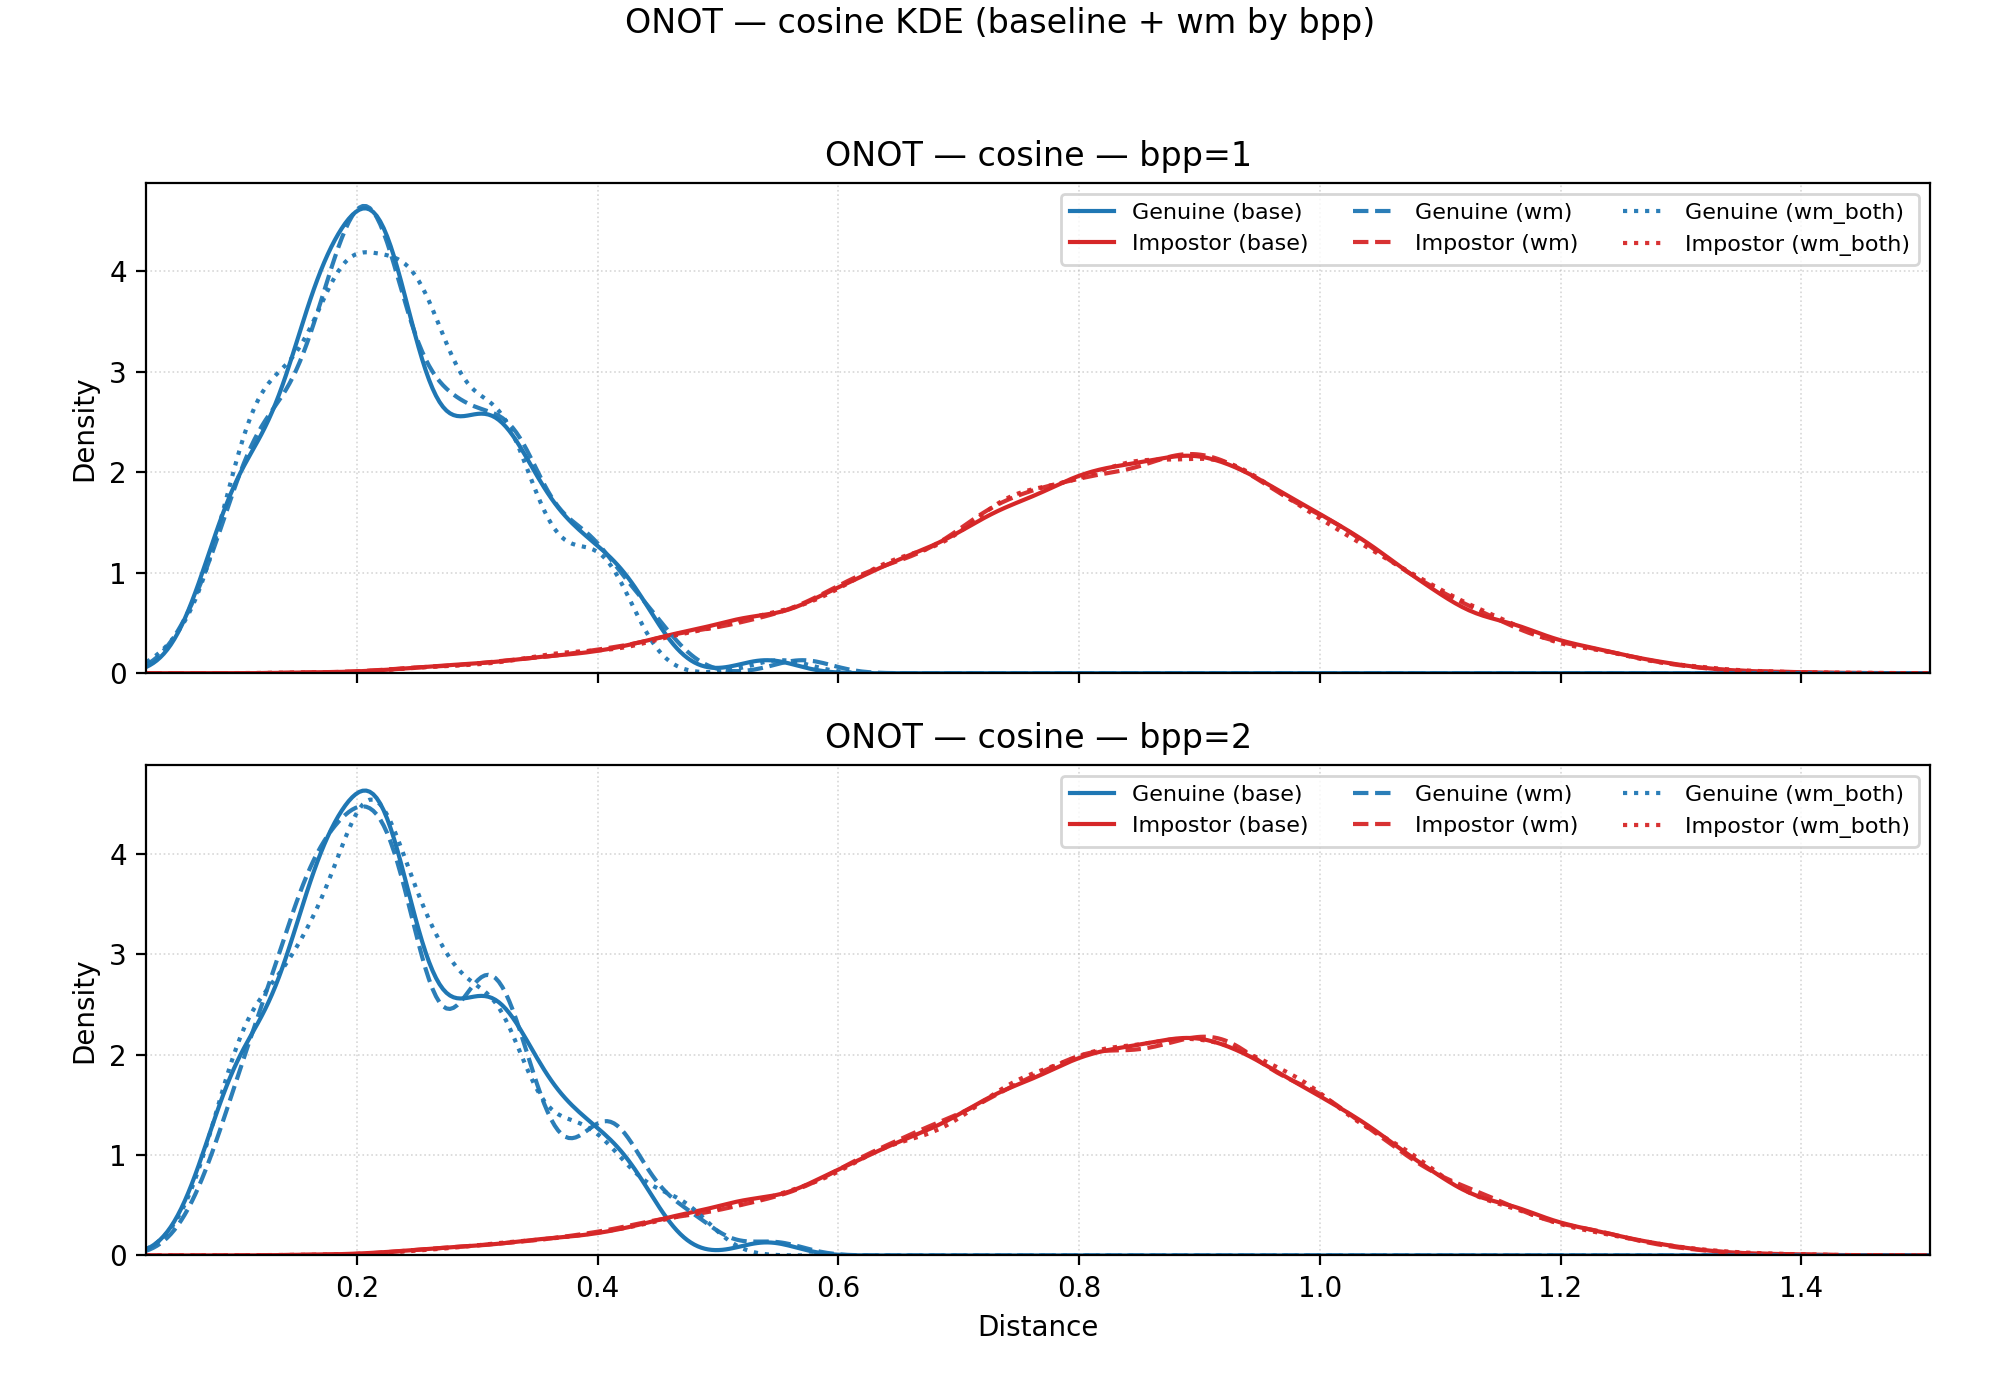 ONOT — cosine KDE (baseline + wm by bpp)
ONOT — cosine — bpp=1
Genuine (base) Genuine (wm) Genuine (wm_both)
Impostor (base) Impostor (wm) Impostor (wm_both)
4
3
2
1
0
Density
ONOT — cosine — bpp=2
Genuine (base) Genuine (wm) Genuine (wm_both)
Impostor (base) Impostor (wm) Impostor (wm_both)
4
3
2
1
0
Density
0.2 0.4 0.6 0.8 1.0 1.2 1.4
Distance